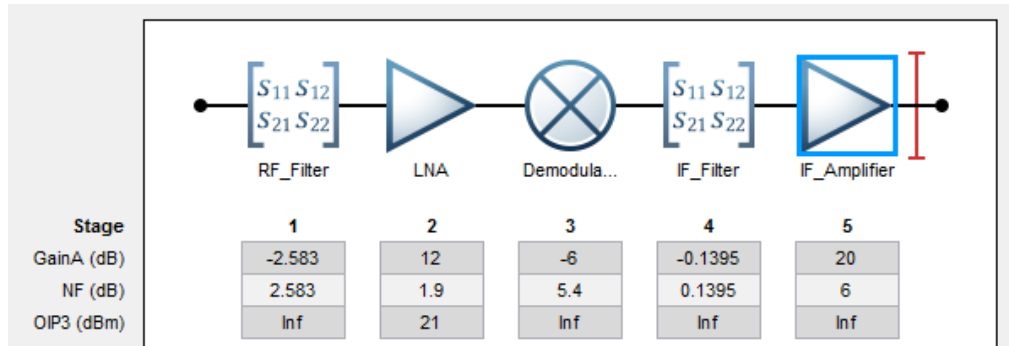 S11 S12
S21 S22
S11 S12
S21 S22
RF_Filter LNA Demodula... IF_Filter IF_Amplifier
Stage 1 2 3 4 5
GainA (dB) -2.583 12 -6 -0.1395 20
NF (dB) 2.583 1.9 5.4 0.1395 6
OIP3 (dBm) Inf 21 Inf Inf Inf